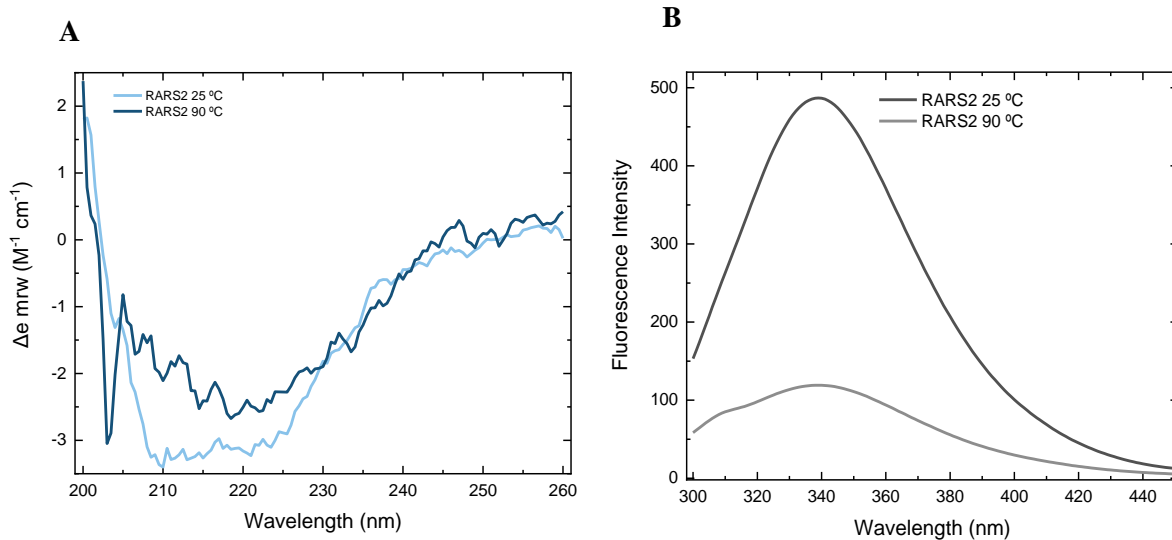 A
RARS2 25 ºC
RARS2 90 ºC
2
1
0
-1
-2
-3
Δe mrw (M⁻¹ cm⁻¹)
200 210 220 230 240 250 260
Wavelength (nm)
B
RARS2 25 ºC
RARS2 90 ºC
500
400
300
200
100
0
Fluorescence Intensity
300 320 340 360 380 400 420 440
Wavelength (nm)